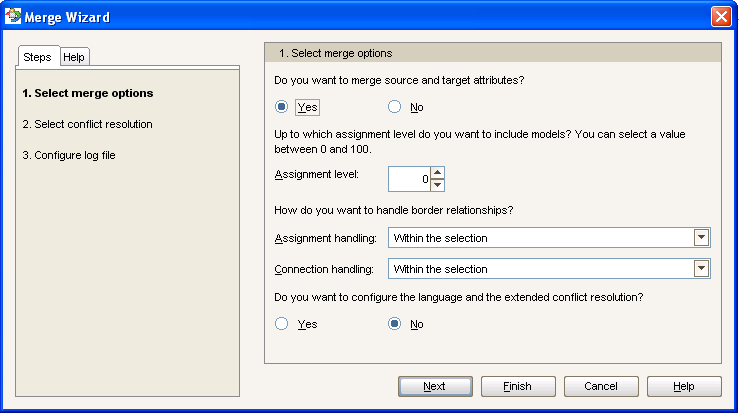 Merge Wizard
Steps
Help
1. Select merge options
2. Select conflict resolution
3. Configure log file
1. Select merge options
Do you want to merge source and target attributes?
Yes
No
Up to which assignment level do you want to include models? You can select a value
between 0 and 100.
Assignment level:
0
How do you want to handle border relationships?
Assignment handling:
Within the selection
Connection handling:
Within the selection
Do you want to configure the language and the extended conflict resolution?
Yes
No
Next
Finish
Cancel
Help